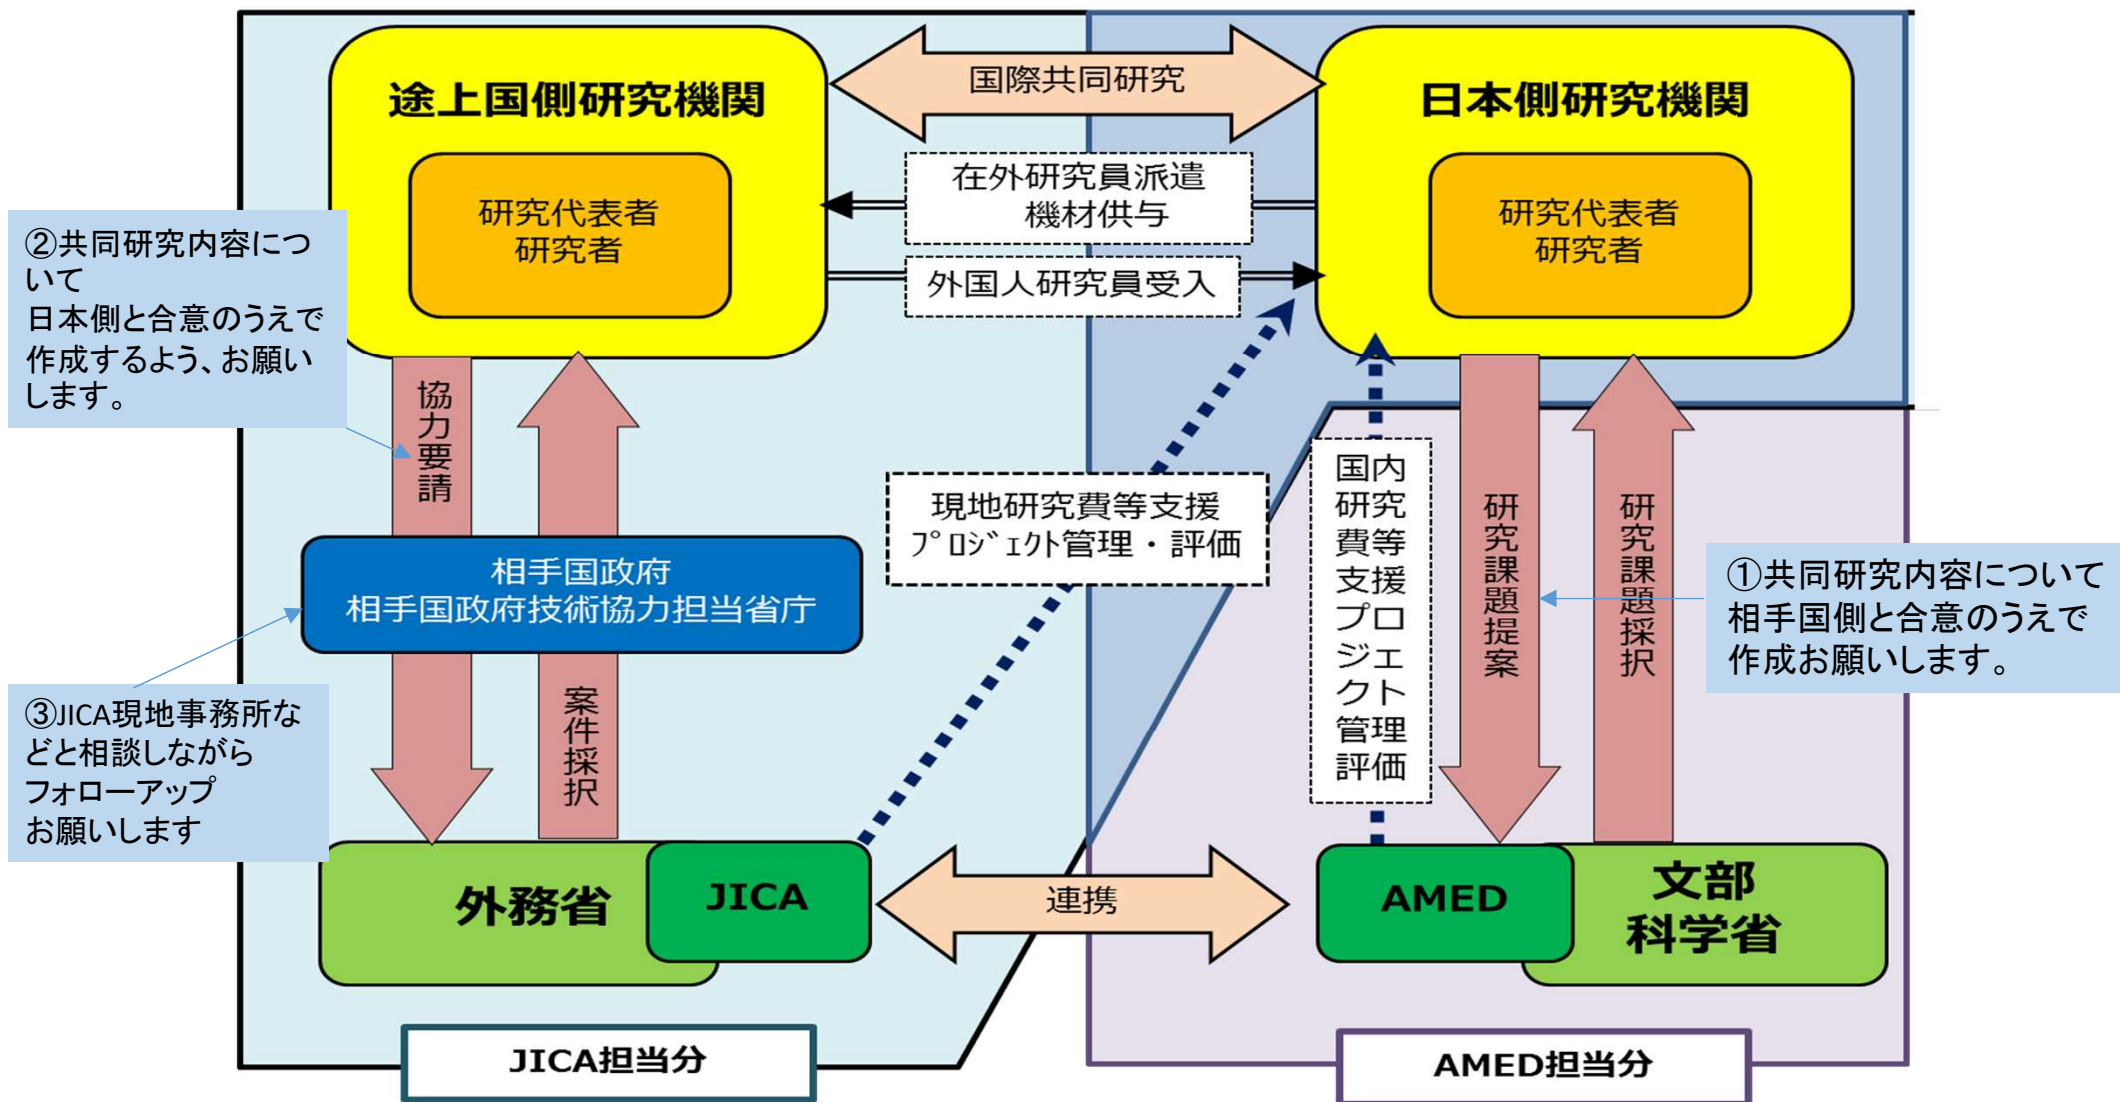 途上国側研究機関
研究代表者
研究者
国際共同研究
在外研究員派遣
機材供与
外国人研究員受入
日本側研究機関
研究代表者
研究者
②共同研究内容につ
いて
日本側と合意のうえで
作成するよう、お願い
します。
協力要請
相手国政府
相手国政府技術協力担当省庁
案件採択
③JICA現地事務所な
どと相談しながら
フォローアップ
お願いします
現地研究費等支援
プロジェクト管理・評価
国内
研究
費等
支援
プロ
ジェ
クト
管理
評価
研究課題提案
研究課題採択
①共同研究内容について
相手国側と合意のうえで
作成お願いします。
外務省
JICA
連携
AMED
文部
科学省
JICA担当分
AMED担当分